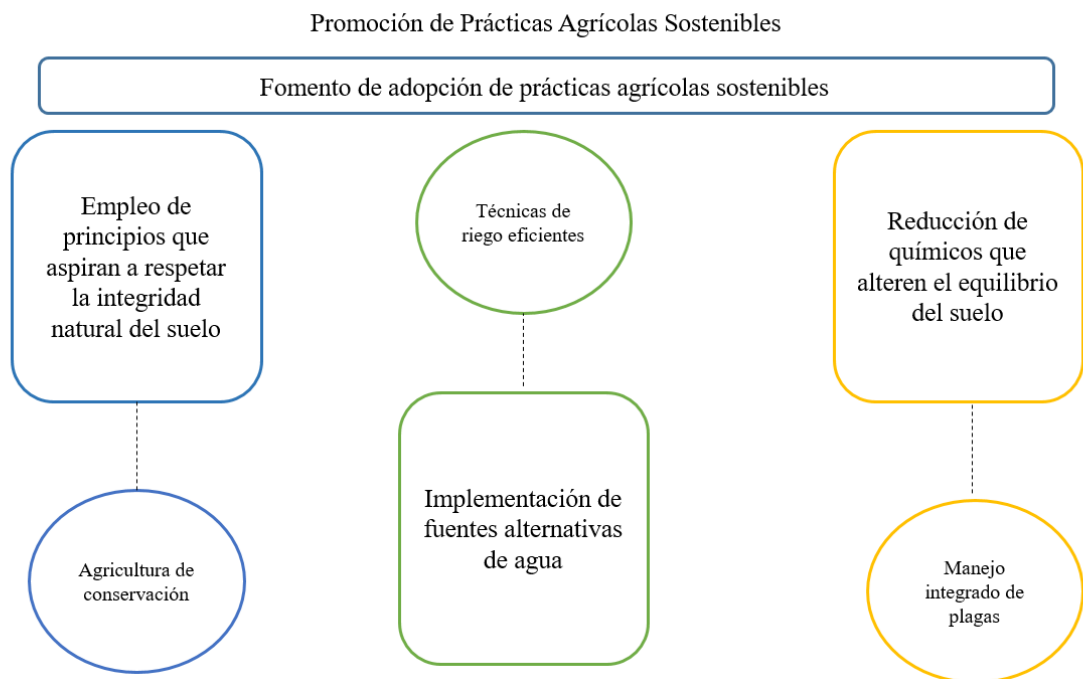 Promoción de Prácticas Agrícolas Sostenibles
Fomento de adopción de prácticas agrícolas sostenibles
Empleo de
principios que
aspiran a respetar
la integridad
natural del suelo
Agricultura de
conservación
Técnicas de
riego eficientes
Implementación de
fuentes alternativas
de agua
Reducción de
químicos que
alteren el equilibrio
del suelo
Manejo
integrado de
plagas